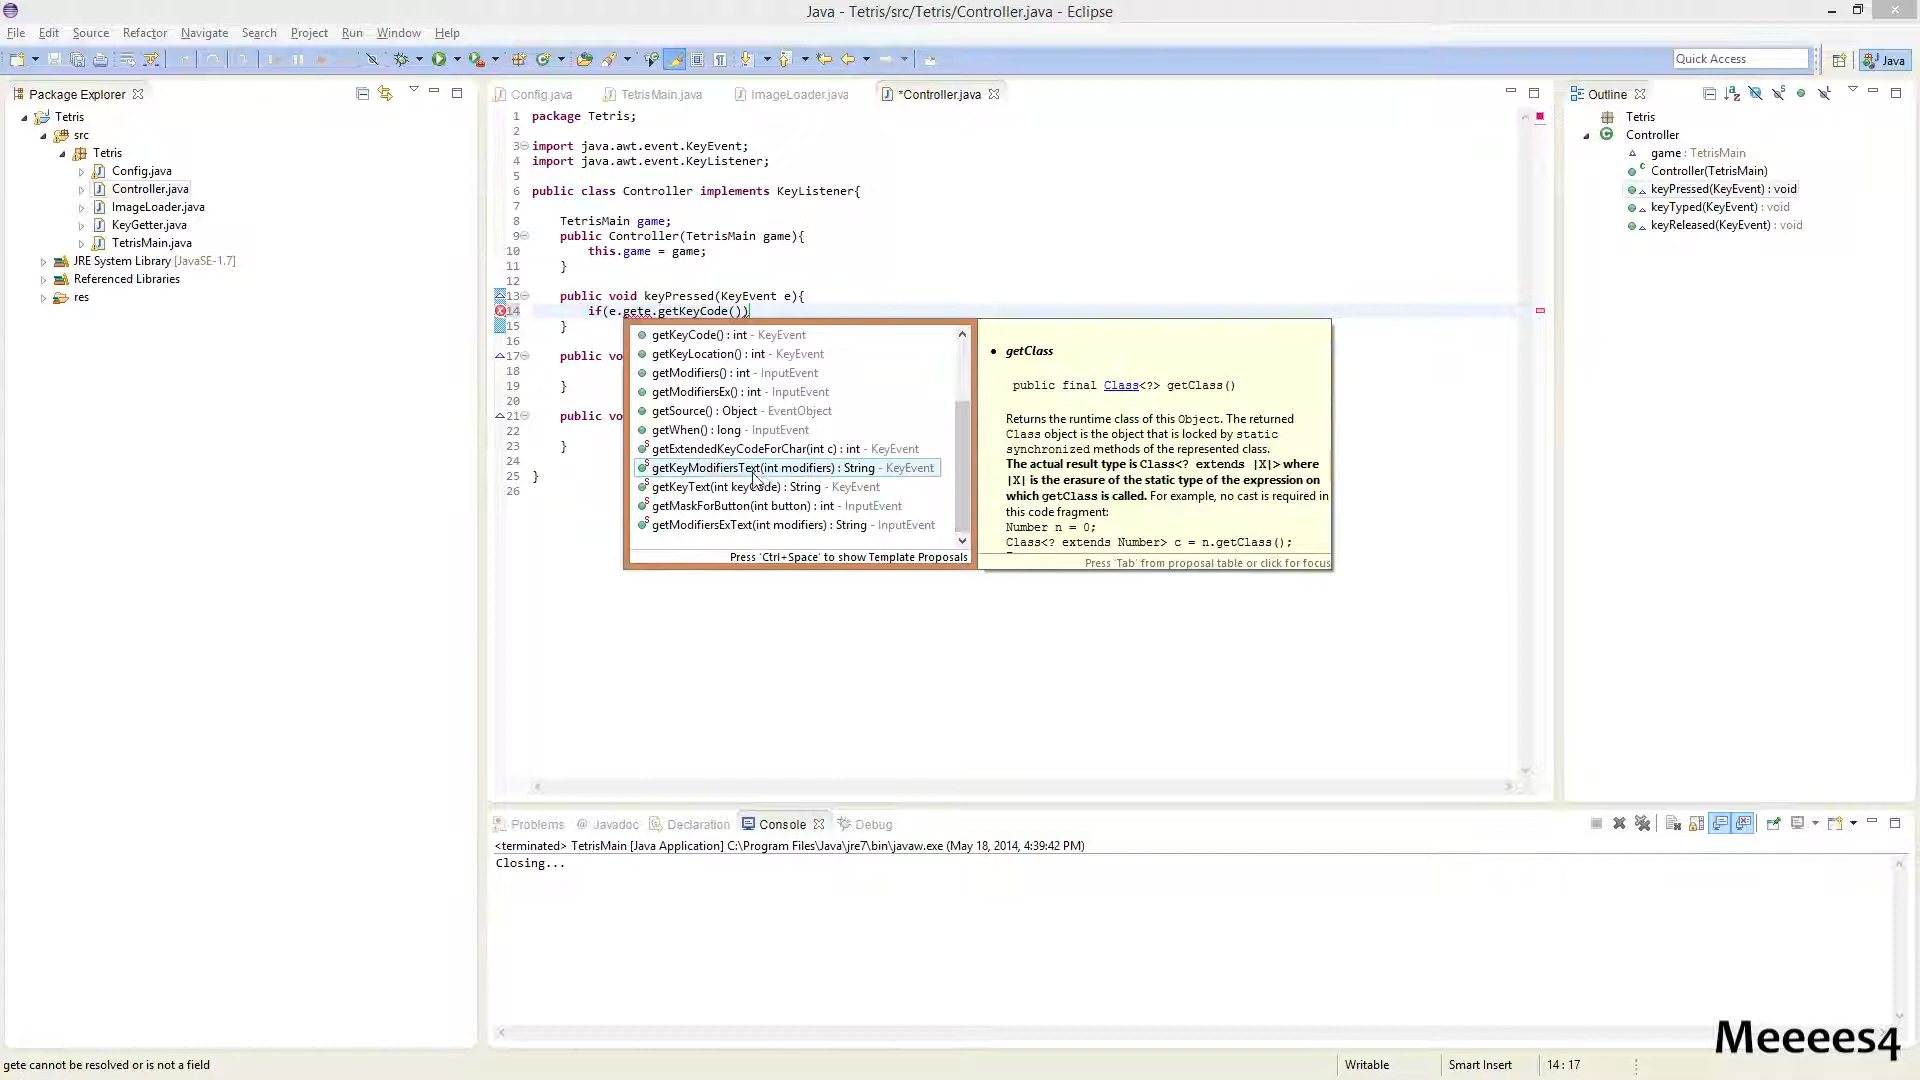 Java - Tetris/src/Tetris/Controller.java - Eclipse
File Edit Source Refactor Navigate Search Project Run Window Help
Quick Access
Java
Package Explorer
Tetris
src
Tetris
Config.java
Controller.java
ImageLoader.java
KeyGetter.java
TetrisMain.java
JRE System Library [JavaSE-1.7]
Referenced Libraries
res
Config.java TetrisMain.java ImageLoader.java *Controller.java
1 package Tetris;
2
3 import java.awt.event.KeyEvent;
4 import java.awt.event.KeyListener;
5
6 public class Controller implements KeyListener{
7
8 TetrisMain game;
9 public Controller(TetrisMain game){
10 this.game = game;
11 }
12
13 public void keyPressed(KeyEvent e){
14 if(e.gete.getKeyCode())
15 }
16
17 public vo
18
19 }
20
21 public vo
22
23 }
24
25 }
26
getKeyCode() : int - KeyEvent
getKeyLocation() : int - KeyEvent
getModifiers() : int - InputEvent
getModifiersEx() : int - InputEvent
getSource() : Object - EventObject
getWhen() : long - InputEvent
getExtendedKeyCodeForChar(int c) : int - KeyEvent
getKeyModifiersText(int modifiers) : String - KeyEvent
getKeyText(int keyCode) : String - KeyEvent
getMaskForButton(int button) : int - InputEvent
getModifiersExText(int modifiers) : String - InputEvent
Press 'Ctrl+Space' to show Template Proposals
getClass
public final Class<?> getClass()
Returns the runtime class of this Object. The returned
Class object is the object that is locked by static
synchronized methods of the represented class.
The actual result type is Class<? extends |X|> where
|X| is the erasure of the static type of the expression on
which getClass is called. For example, no cast is required in
this code fragment:
Number n = 0;
Class<? extends Number> c = n.getClass();
Press 'Tab' from proposal table or click for focus
Outline
Tetris
Controller
game : TetrisMain
Controller(TetrisMain)
keyPressed(KeyEvent) : void
keyTyped(KeyEvent) : void
keyReleased(KeyEvent) : void
Problems Javadoc Declaration Console Debug
<terminated> TetrisMain [Java Application] C:\Program Files\Java\jre7\bin\javaw.exe (May 18, 2014, 4:39:42 PM)
Closing...
Meeees4
gete cannot be resolved or is not a field
Writable
Smart Insert
14 : 17